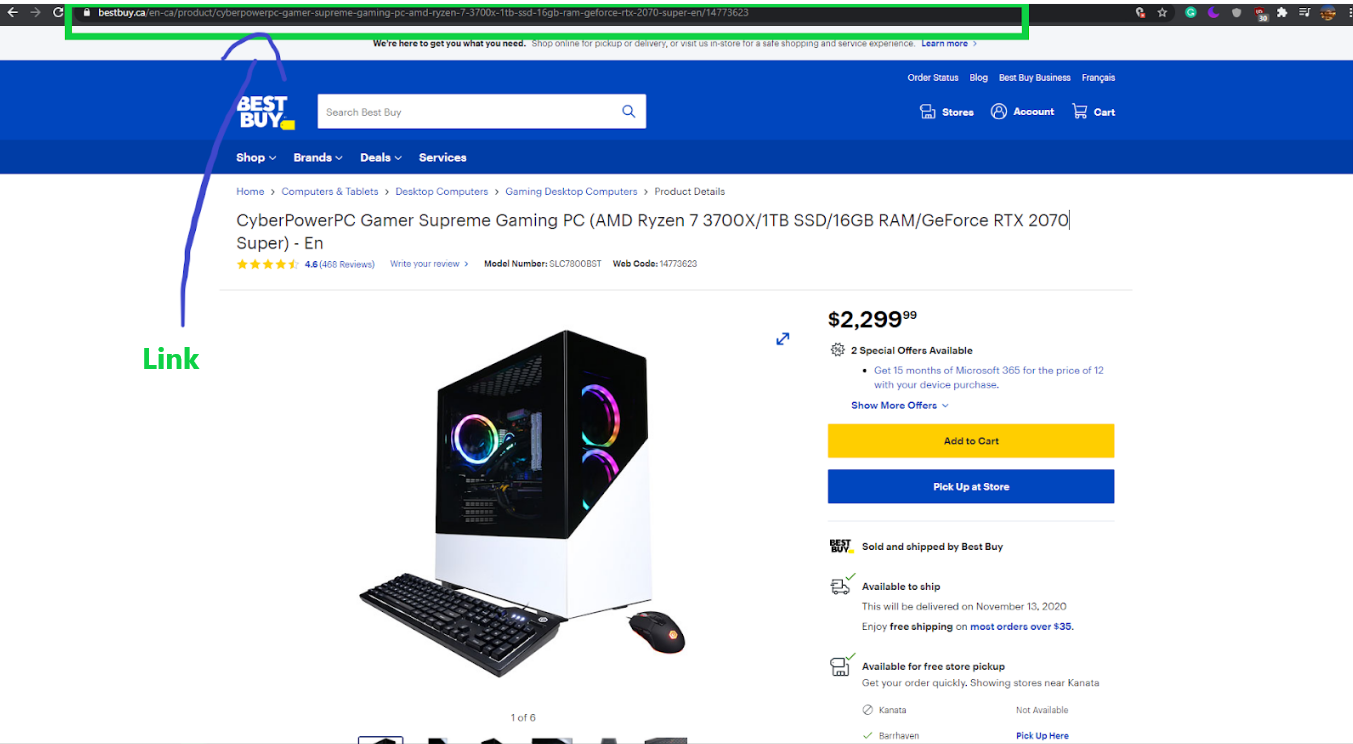 bestbuy.ca/en-ca/product/cyberpowerpc-gamer-supreme-gaming-pc-amd-ryzen-7-3700x-1tb-ssd-16gb-ram-geforce-rtx-2070-super-en/14773623
30
We're here to get you what you need. Shop online for pickup or delivery, or visit us in-store for a safe shopping and service experience. Learn more >
Order Status Blog Best Buy Business Français
BEST BUY
Search Best Buy
Stores Account Cart
Shop Brands Deals Services
Home > Computers & Tablets > Desktop Computers > Gaming Desktop Computers > Product Details
CyberPowerPC Gamer Supreme Gaming PC (AMD Ryzen 7 3700X/1TB SSD/16GB RAM/GeForce RTX 2070
Super) - En
4.6 (468 Reviews) Write your review > Model Number: SLC7800BST Web Code: 14773623
Link
$2,299.99
2 Special Offers Available
• Get 15 months of Microsoft 365 for the price of 12
with your device purchase.
Show More Offers
Add to Cart
Pick Up at Store
BEST BUY Sold and shipped by Best Buy
Available to ship
This will be delivered on November 13, 2020
Enjoy free shipping on most orders over $35.
Available for free store pickup
Get your order quickly. Showing stores near Kanata
Kanata Not Available
Barrhaven Pick Up Here
1 of 6